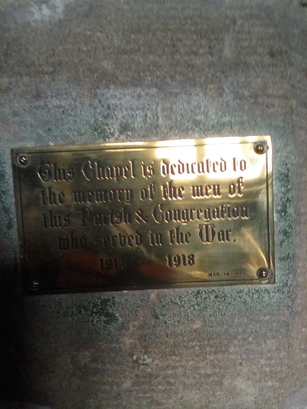 This Chapel is dedicated to
the memory of the men of
this Parish & Congregation
who served in the War.
1918